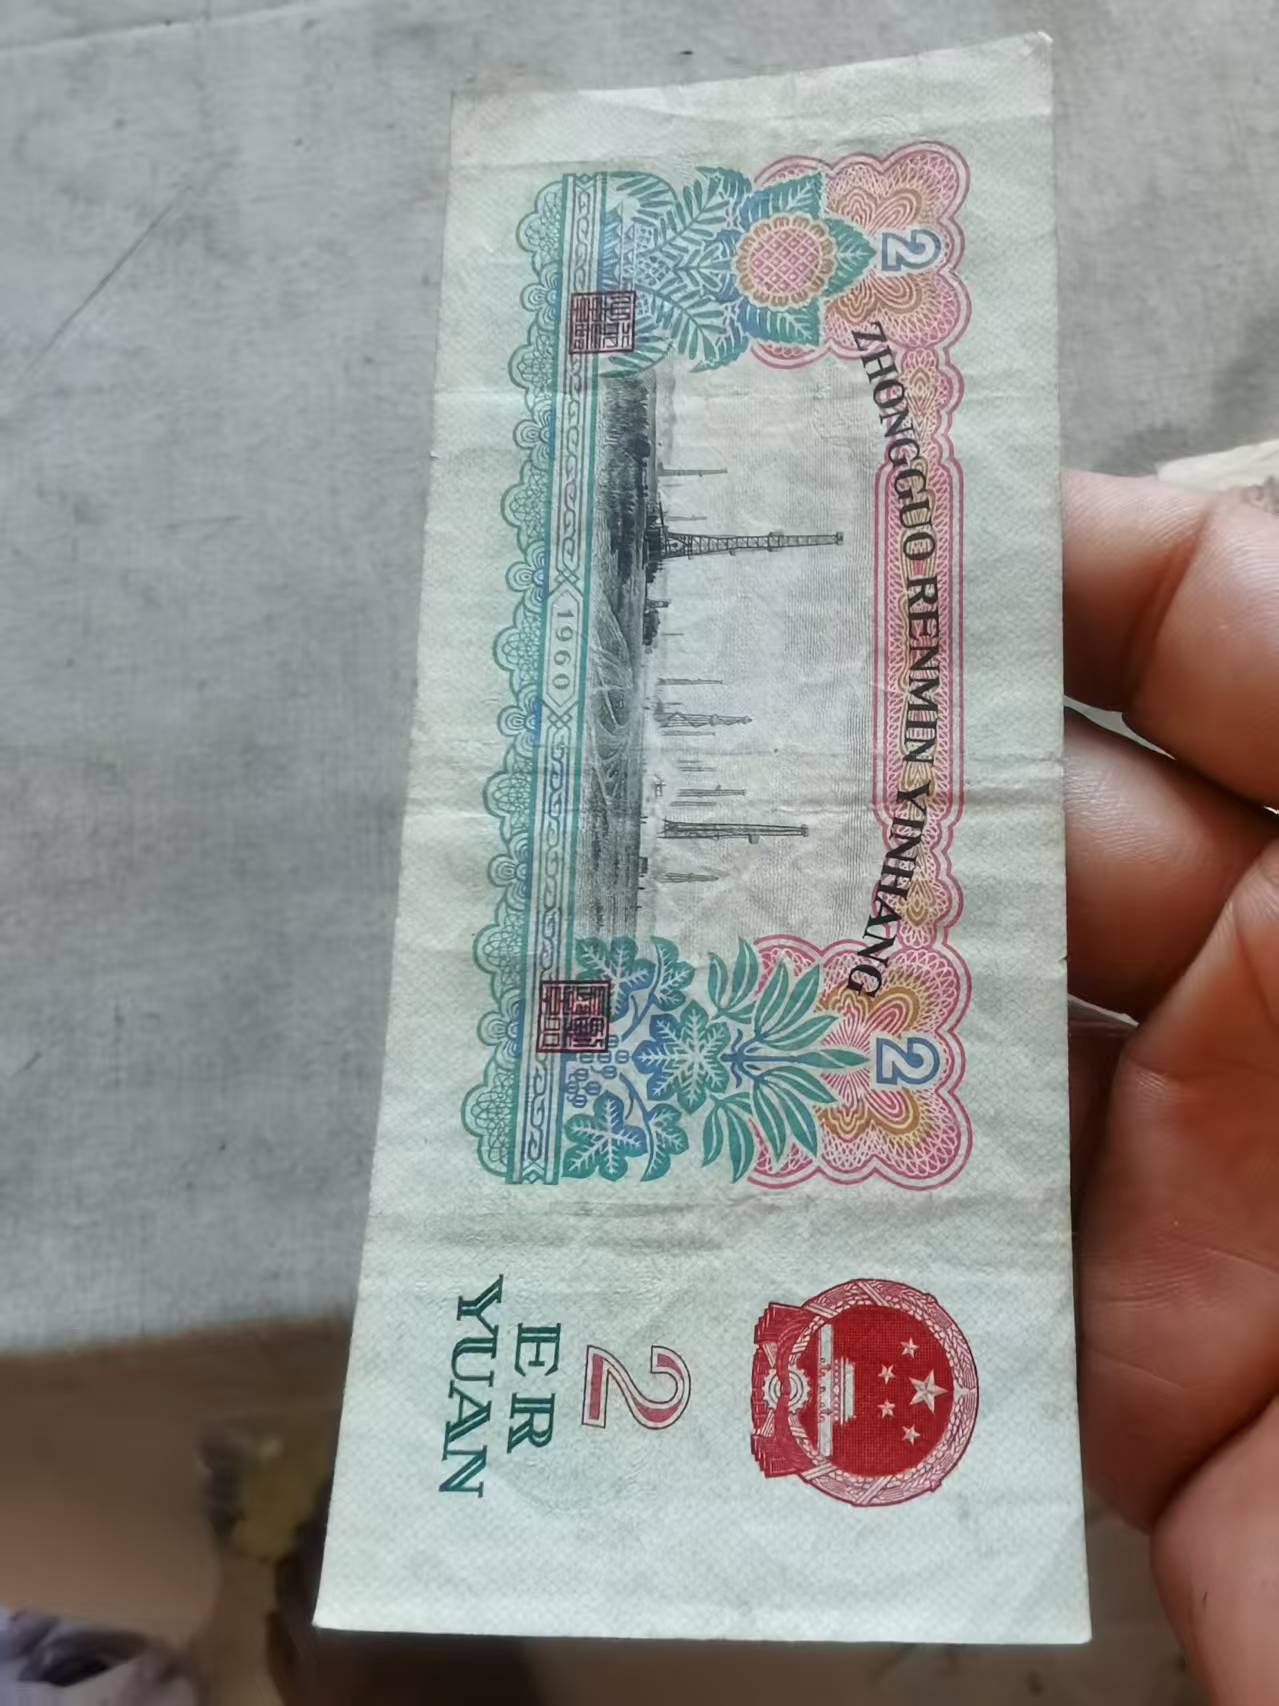 2
ZHONGGUO RENMIN YINHANG
2
1960
2
ER
YUAN